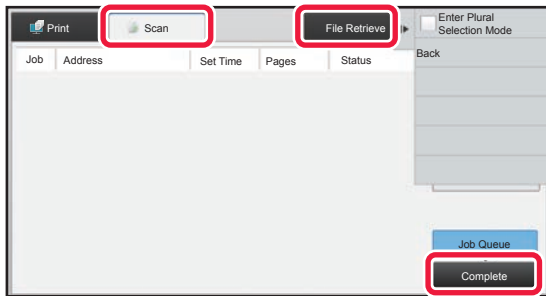 Print
Scan
File Retrieve
Enter Plural
Selection Mode
Job
Address
Set Time
Pages
Status
Back
Job Queue
Complete